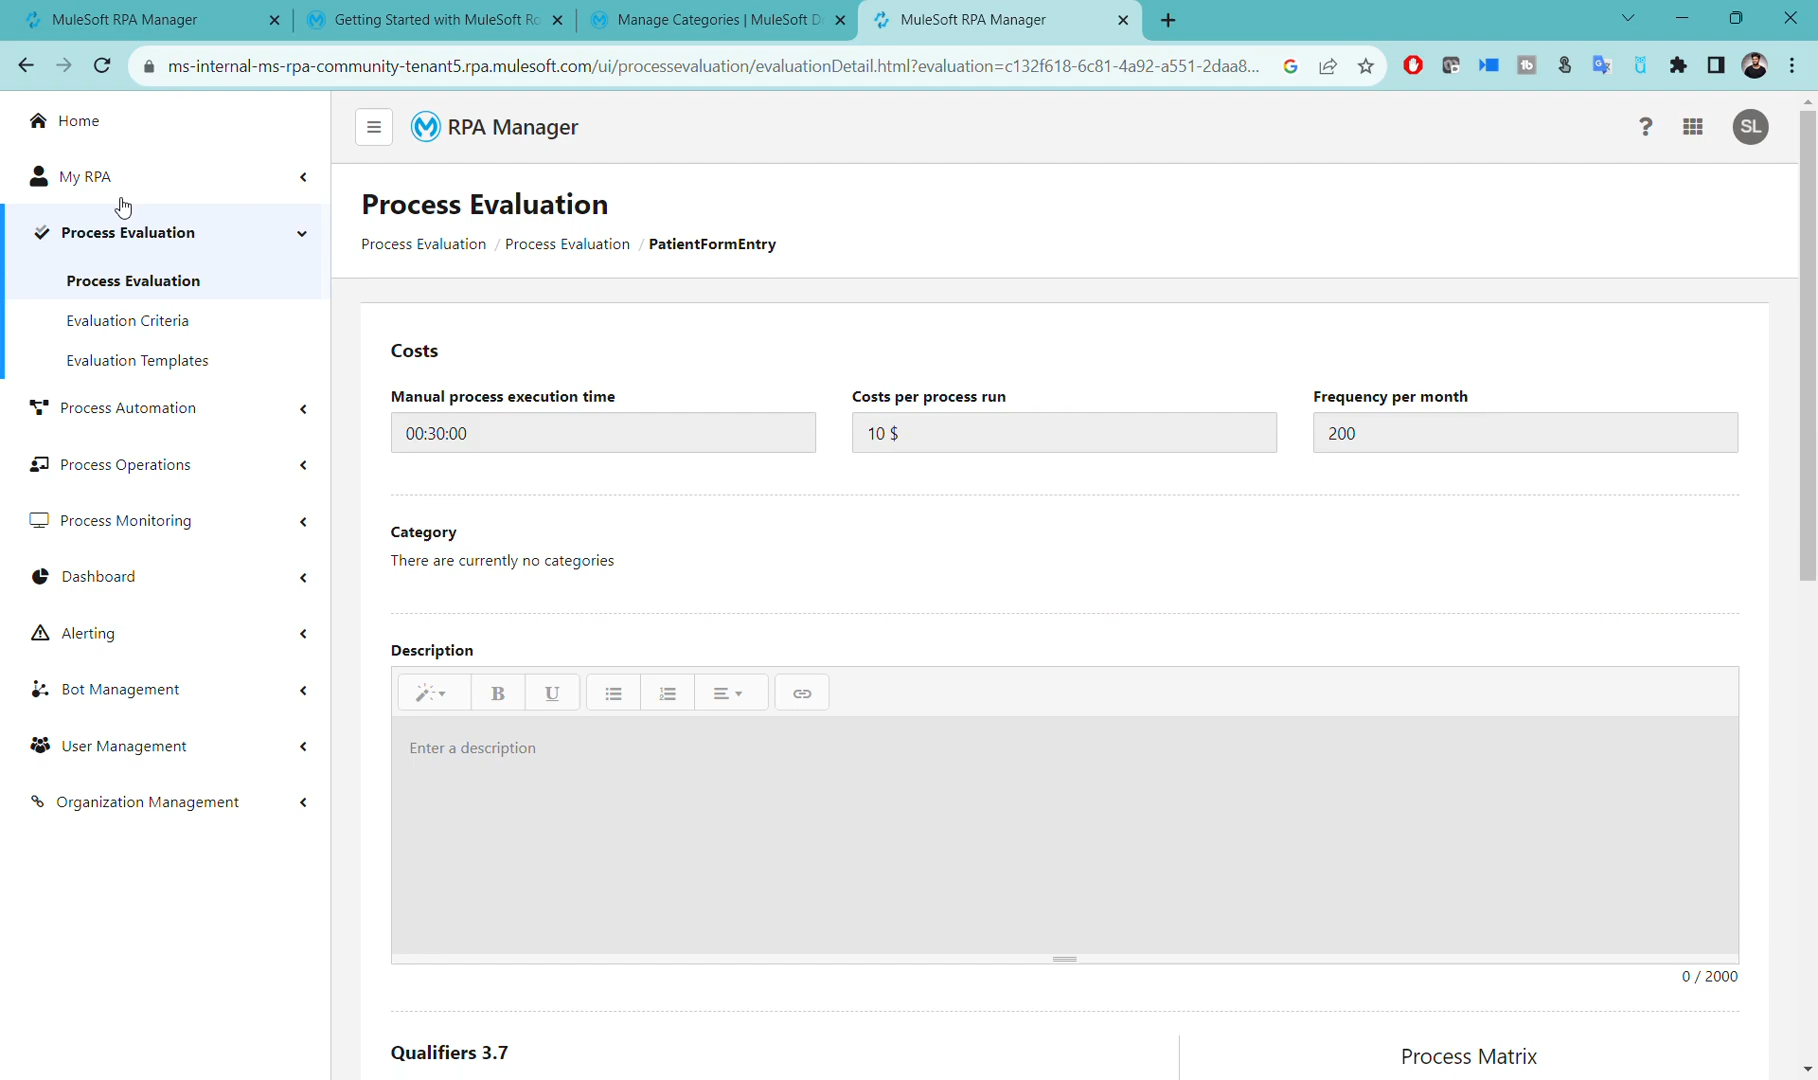 MuleSoft RPA Manager
Getting Started with MuleSoft Ro
Manage Categories | MuleSoft D
MuleSoft RPA Manager
ms-internal-ms-rpa-community-tenant5.rpa.mulesoft.com/ui/processevaluation/evaluationDetail.html?evaluation=c132f618-6c81-4a92-a551-2daa8...
Home
My RPA
Process Evaluation
Process Evaluation
Evaluation Criteria
Evaluation Templates
Process Automation
Process Operations
Process Monitoring
Dashboard
Alerting
Bot Management
User Management
Organization Management
RPA Manager
? SL
Process Evaluation
Process Evaluation / Process Evaluation / PatientFormEntry
Costs
Manual process execution time
00:30:00
Costs per process run
10 $
Frequency per month
200
Category
There are currently no categories
Description
B U
Enter a description
0 / 2000
Qualifiers 3.7
Process Matrix